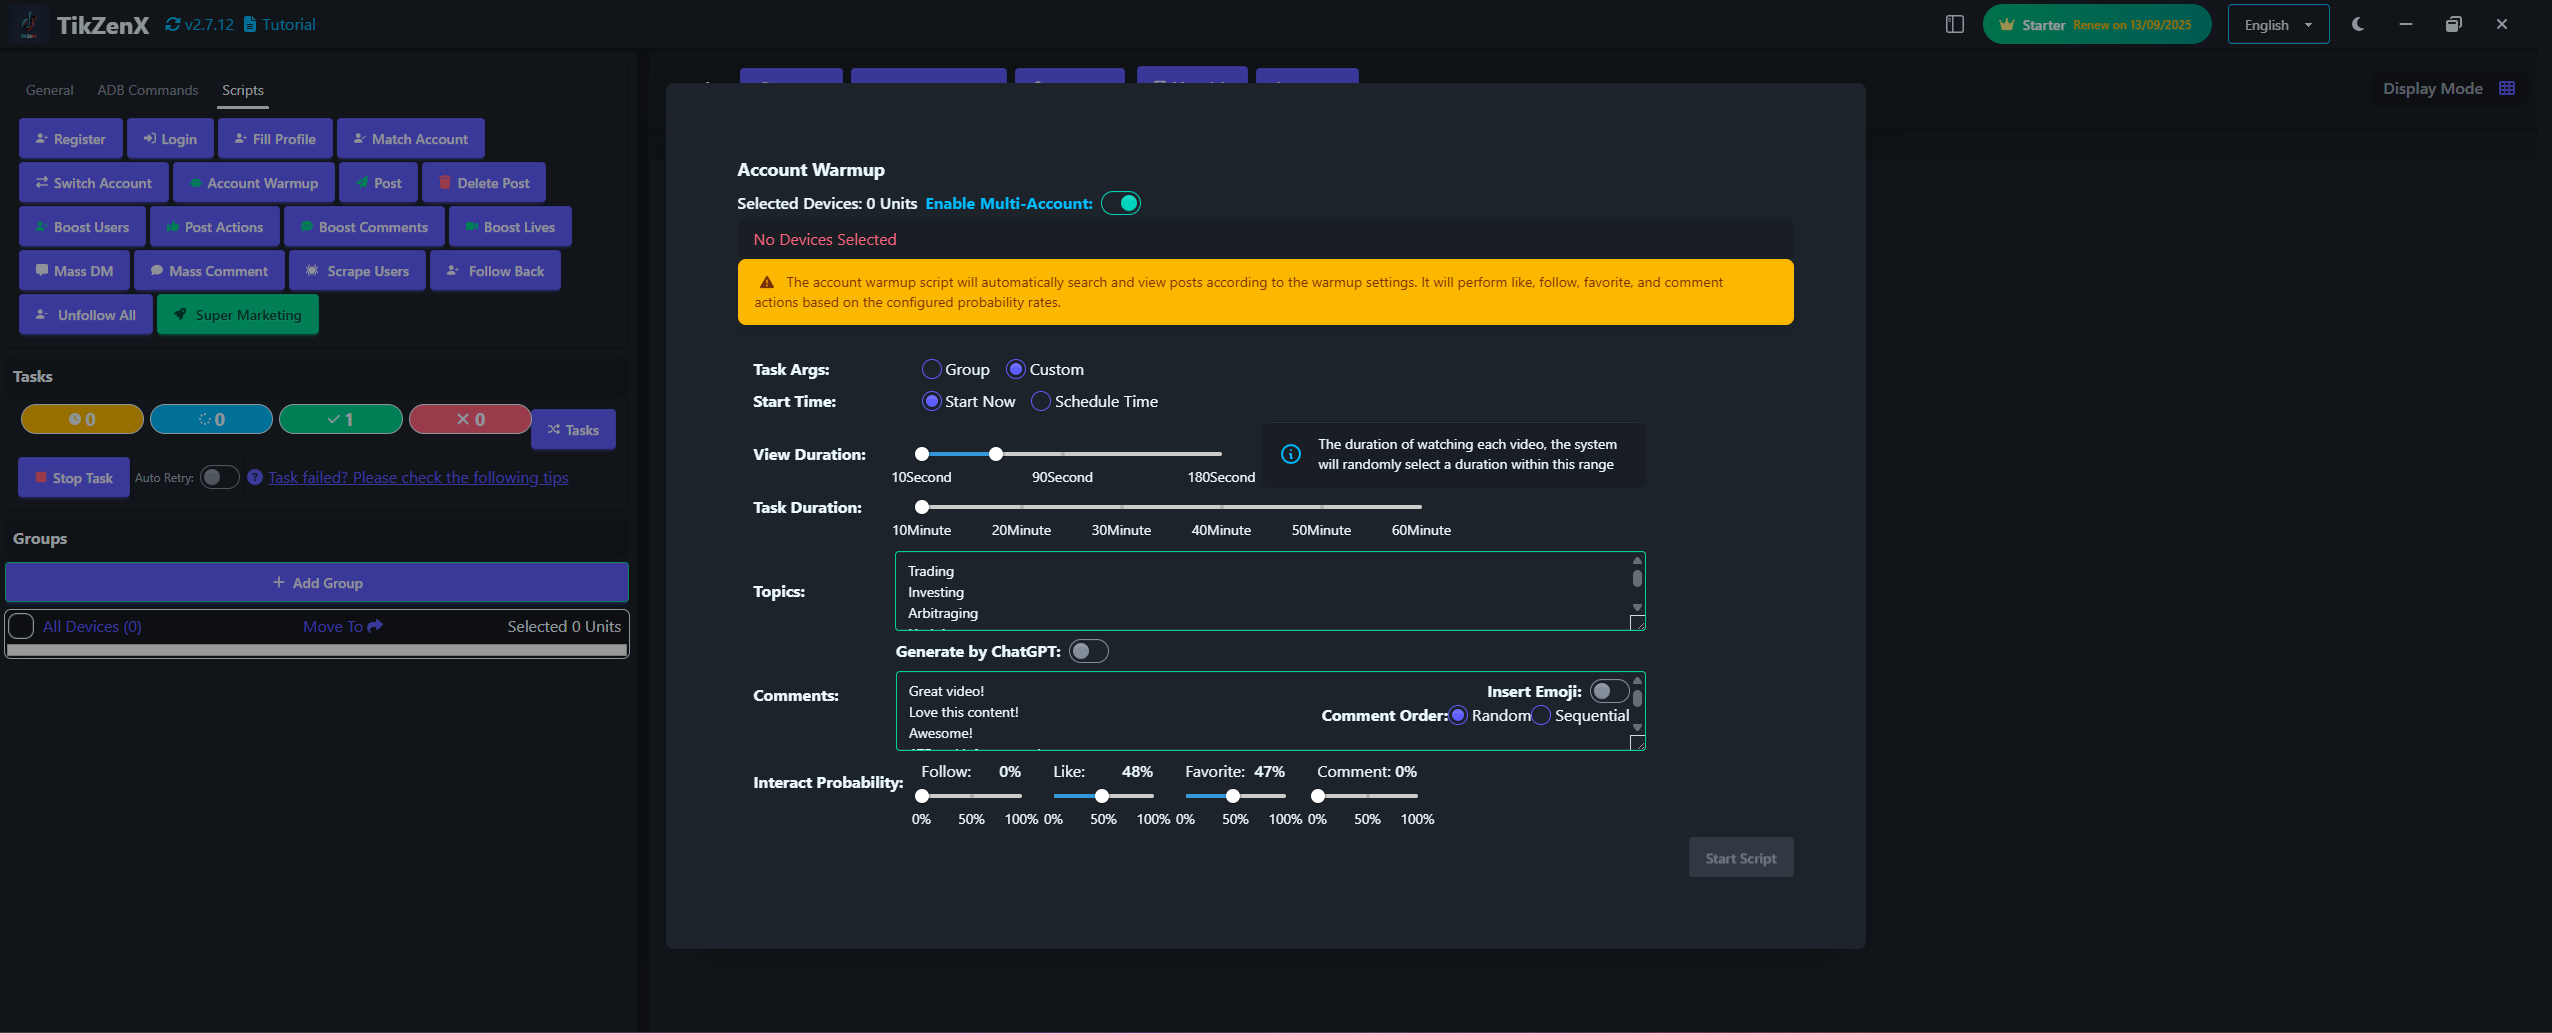 TikZenX v2.7.12 Tutorial
Starter Renew on 13/09/2025
English
General ADB Commands Scripts
Display Mode
Register Login Fill Profile Match Account
Switch Account Account Warmup Post Delete Post
Boost Users Post Actions Boost Comments Boost Lives
Mass DM Mass Comment Scrape Users Follow Back
Unfollow All Super Marketing
Tasks
0 0 1 0 Tasks
Stop Task Auto Retry: Task failed? Please check the following tips
Groups
+ Add Group
All Devices (0) Move To Selected 0 Units
Account Warmup
Selected Devices: 0 Units Enable Multi-Account:
No Devices Selected
The account warmup script will automatically search and view posts according to the warmup settings. It will perform like, follow, favorite, and comment
actions based on the configured probability rates.
Task Args: Group Custom
Start Time: Start Now Schedule Time
View Duration:
10Second 90Second 180Second
The duration of watching each video, the system
will randomly select a duration within this range
Task Duration:
10Minute 20Minute 30Minute 40Minute 50Minute 60Minute
Topics:
Trading
Investing
Arbitraging
Generate by ChatGPT:
Comments:
Great video!
Love this content!
Awesome!
Insert Emoji:
Comment Order: Random Sequential
Interact Probability:
Follow: 0% Like: 48% Favorite: 47% Comment: 0%
0% 50% 100% 0% 50% 100% 0% 50% 100% 0% 50% 100%
Start Script